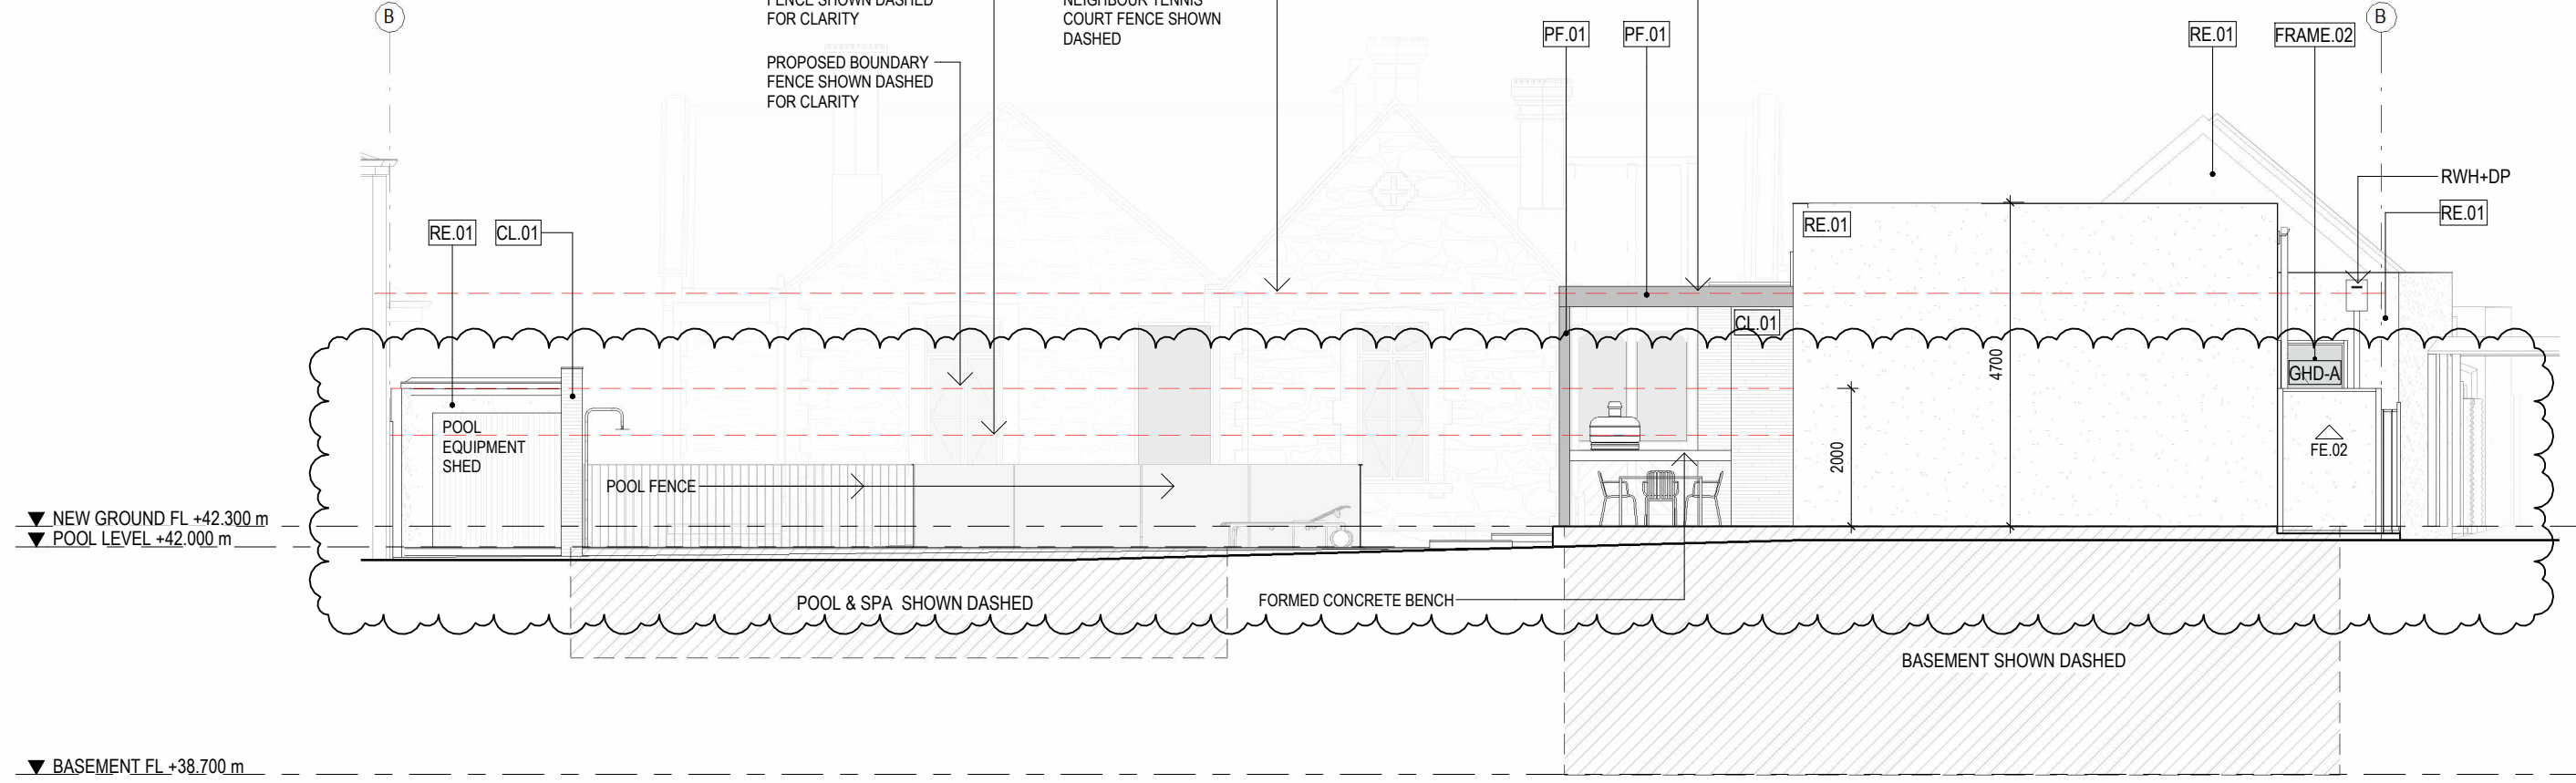 B
FENCE SHOWN DASHED
FOR CLARITY
PROPOSED BOUNDARY
FENCE SHOWN DASHED
FOR CLARITY
NEIGHBOUR TENNIS
COURT FENCE SHOWN
DASHED
PF.01
PF.01
RE.01
FRAME.02
B
RWH+DP
RE.01
RE.01
CL.01
RE.01
CL.01
4700
2000
GHD-A
FE.02
POOL
EQUIPMENT
SHED
POOL FENCE
NEW GROUND FL +42.300 m
POOL LEVEL +42.000 m
POOL & SPA SHOWN DASHED
FORMED CONCRETE BENCH
BASEMENT SHOWN DASHED
BASEMENT FL +38.700 m